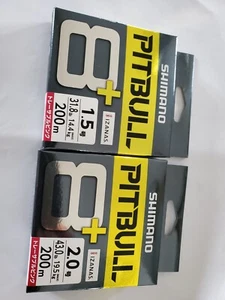 SHIMANO
PITBULL
8+
IZANAS
1.5号
31.8lb 14.4kg
トレーサブルピンク
200m
SHIMANO
PITBULL
8+
IZANAS
2.0号
43.0lb 19.5kg
トレーサブルピンク
200m